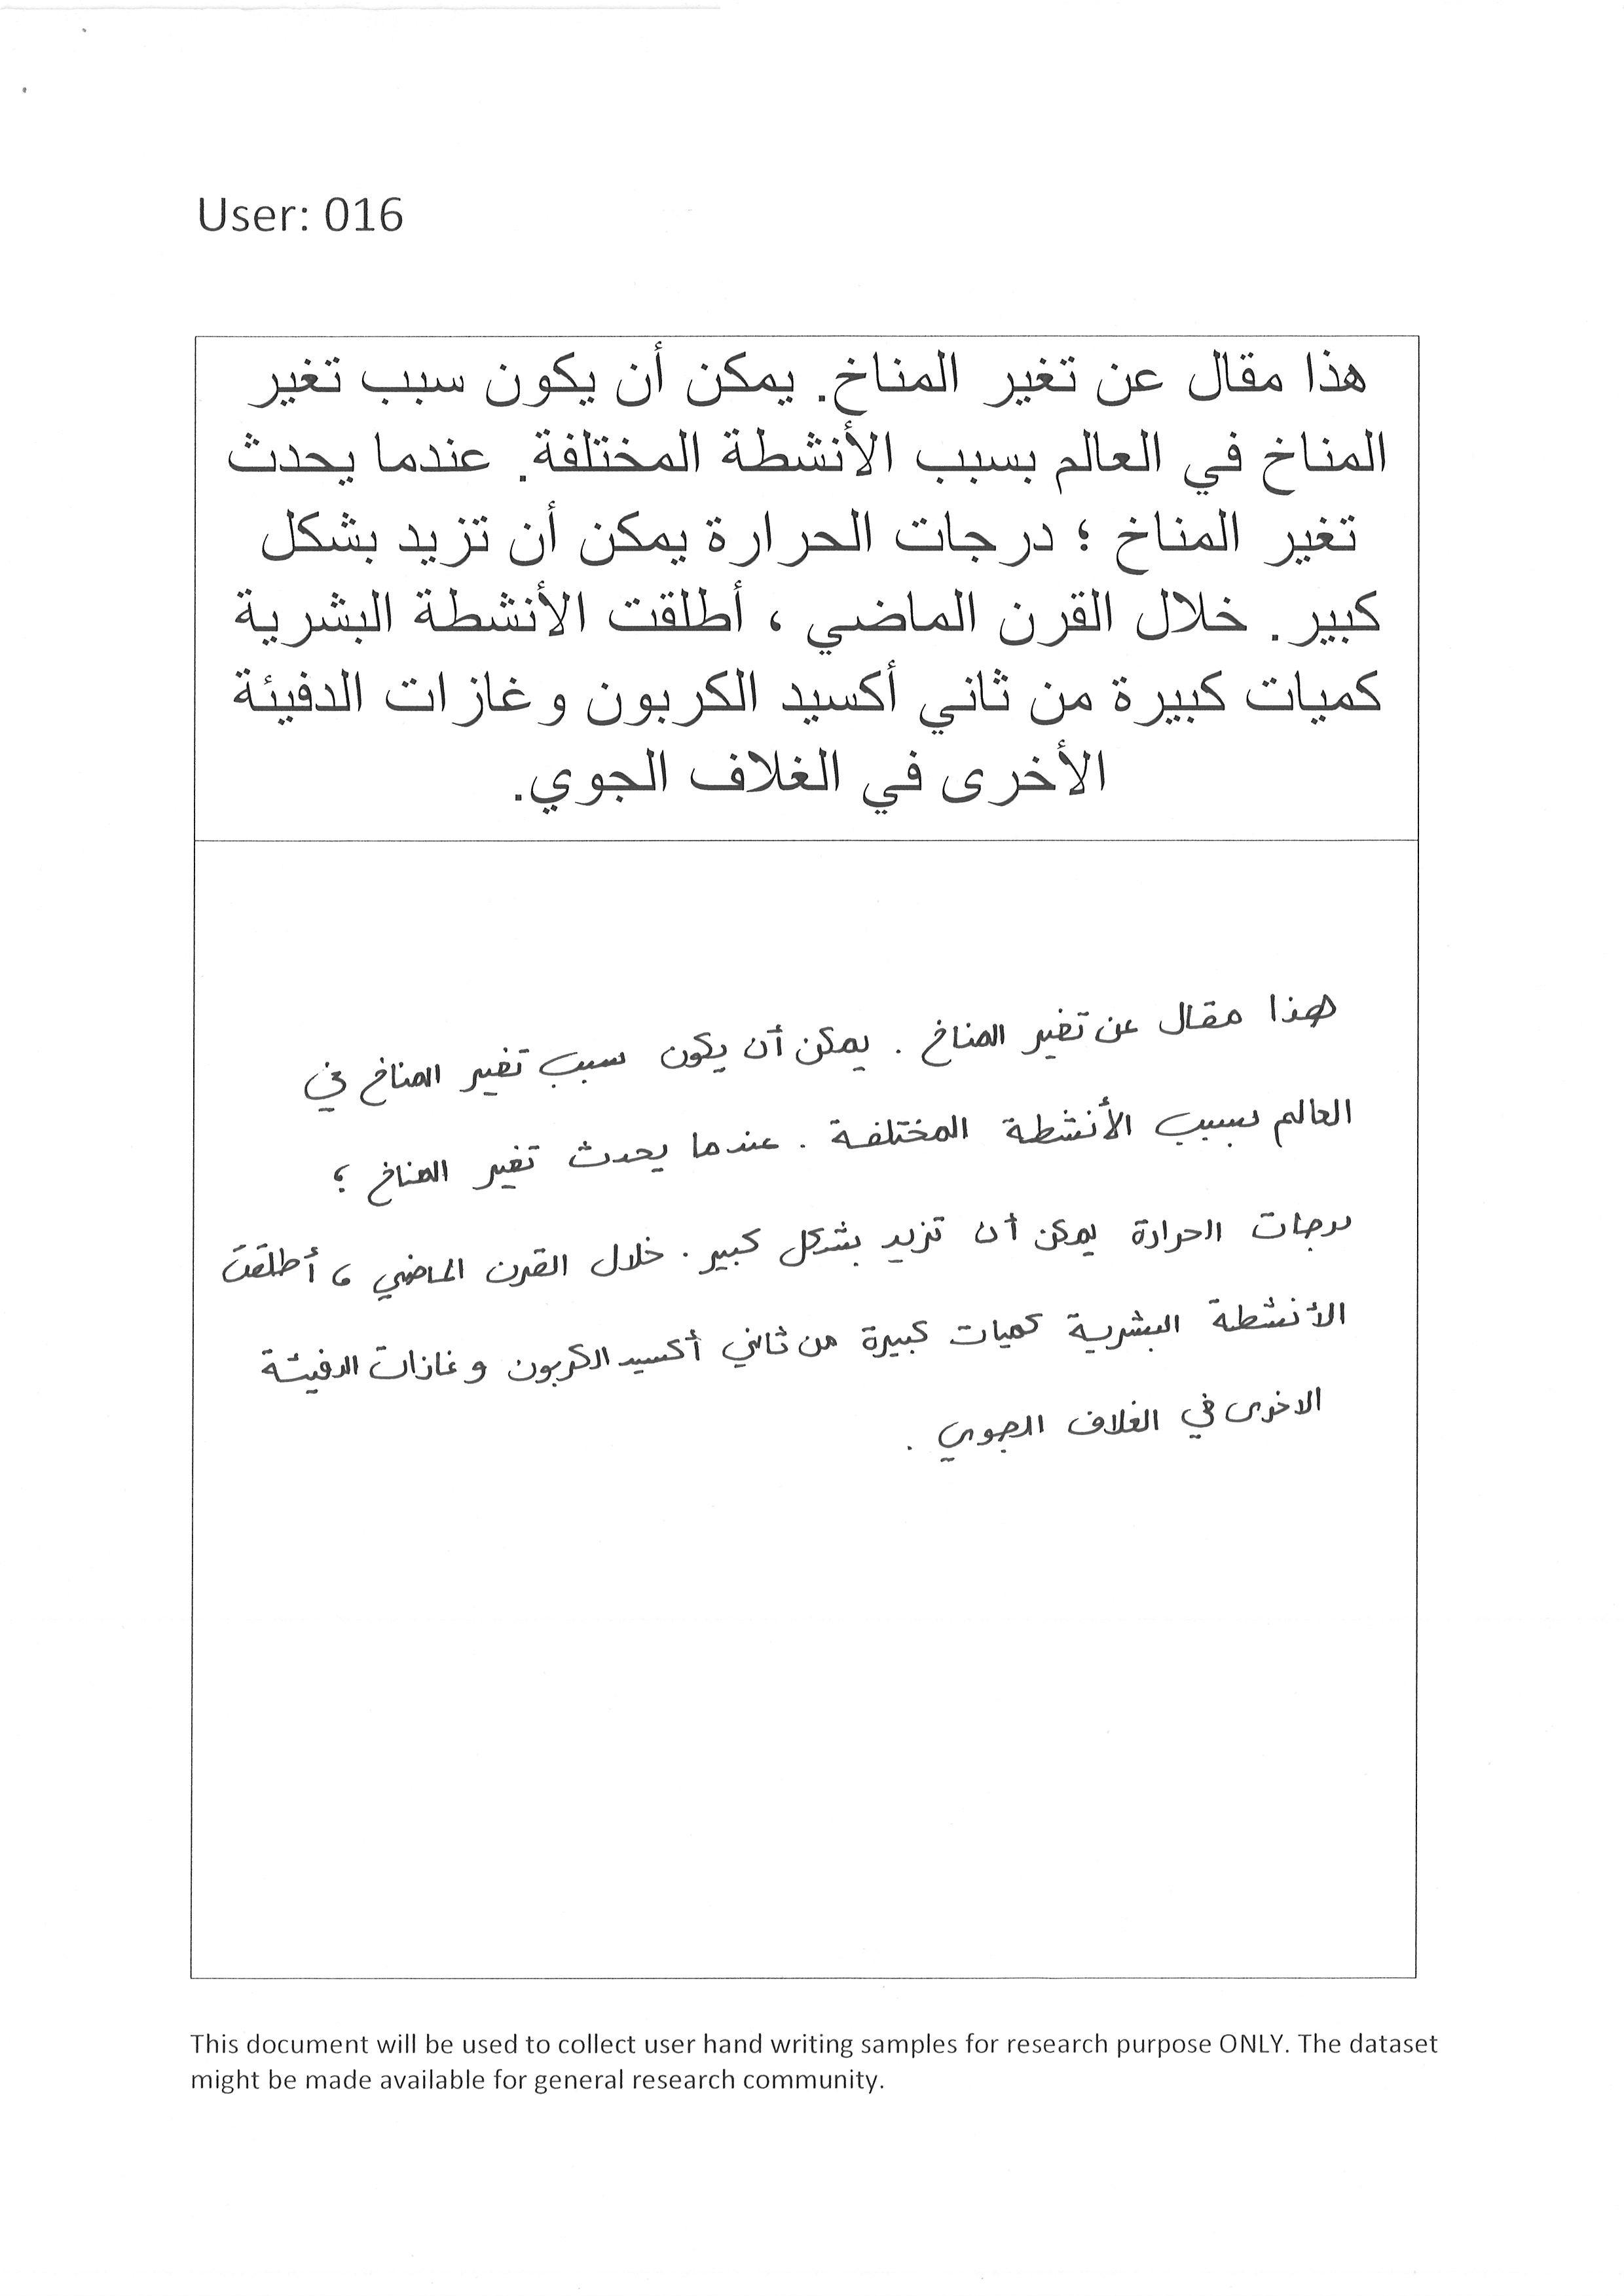 User: 016
هذا مقال عن تغير المناخ. يمكن أن يكون سبب تغير
المناخ في العالم بسبب الأنشطة المختلفة. عندما يحدث
تغير المناخ ؛ درجات الحرارة يمكن أن تزيد بشكل
كبير. خلال القرن الماضي ، أطلقت الأنشطة البشرية
كميات كبيرة من ثاني أكسيد الكربون وغازات الدفيئة
الأخرى في الغلاف الجوي.
هذا مقال عن تغير المناخ . يمكن أن يكون سبب تغير المناخ في
العالم بسبب الأنشطة المختلفة . عندما يحدث تغير المناخ ؛
درجات الحرارة يمكن أن تزيد بشكل كبير . خلال القرن الماضي ، أطلقت
الأنشطة البشرية كميات كبيرة من ثاني أكسيد الكربون و غازات الدفيئة
الاخرى في الغلاف الجوي .
This document will be used to collect user hand writing samples for research purpose ONLY. The dataset
might be made available for general research community.